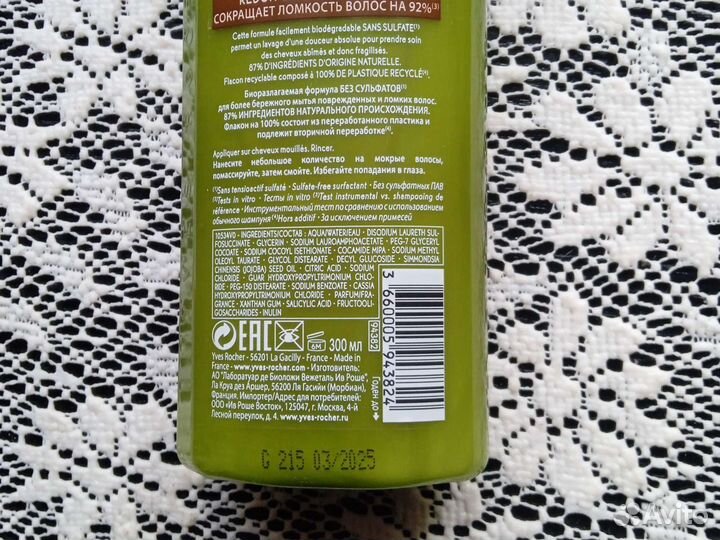 СОКРАЩАЕТ ЛОМКОСТЬ ВОЛОС НА 92%(3)
Cette formule facilement biodégradable SANS SULFATE(1)
permet un lavage d'une douceur absolue pour prendre soin
des cheveux abîmés et donc fragilisés.
87% D'INGRÉDIENTS D'ORIGINE NATURELLE.
Flacon recyclable composé à 100% DE PLASTIQUE RECYCLÉ(4).
Биоразлагаемая формула БЕЗ СУЛЬФАТОВ(1)
для более бережного мытья поврежденных и ломких волос.
87% ИНГРЕДИЕНТОВ НАТУРАЛЬНОГО ПРОИСХОЖДЕНИЯ.
Флакон на 100% состоит из переработанного пластика и
подлежит вторичной переработке(4).
Appliquer sur cheveux mouillés. Rincer.
Нанесите небольшое количество на мокрые волосы,
помассируйте, затем смойте. Избегайте попадания в глаза.
(1)Sans tensioactif sulfaté • Sulfate-free surfactant • Без сульфатных ПАВ
(2)Tests in vitro • Тесты in vitro (3) Test instrumental vs. shampooing de
référence • Инструментальный тест по сравнению с использованием
обычного шампуня (4)Hors additif • За исключением примесей
10534V0 - INGREDIENTS/СОСТАВ : AQUA/WATER/EAU - DISODIUM LAURETH SUL-
FOSUCCINATE - GLYCERIN - SODIUM LAUROAMPHOACETATE - PEG-7 GLYCERYL
COCOATE - SODIUM COCOYL ISETHIONATE - COCAMIDE MIPA - SODIUM METHYL
OLEOYL TAURATE - GLYCOL DISTEARATE - DECYL GLUCOSIDE - SIMMONDSIA
CHINENSIS (JOJOBA) SEED OIL - CITRIC ACID - SODIUM
CHLORIDE - GUAR HYDROXYPROPYLTRIMONIUM CHLO-
RIDE - PEG-150 DISTEARATE - SODIUM BENZOATE - CASSIA
HYDROXYPROPYLTRIMONIUM CHLORIDE - PARFUM/FRA-
GRANCE - XANTHAN GUM - SALICYLIC ACID - FRUCTOOLI-
GOSACCHARIDES - INULIN
EAC 6M 300 мл
94382
Yves Rocher - 56201 La Gacilly - France - Made in
France - www.yves-rocher.com - Изготовитель:
АО "Лаборатуар де Биоложи Вежеталь Ив Роше",
Ла Круа дез Аршер, 56200 Ля Гасийи (Морбиан),
Франция. Импортер/Адрес для потребителей:
ООО «Ив Роше Восток», 125047, г. Москва, 4-й
Лесной переулок, д. 4. www.yves-rocher.ru
Годен до
3 660005 943824
G 215 03/2025
Avito